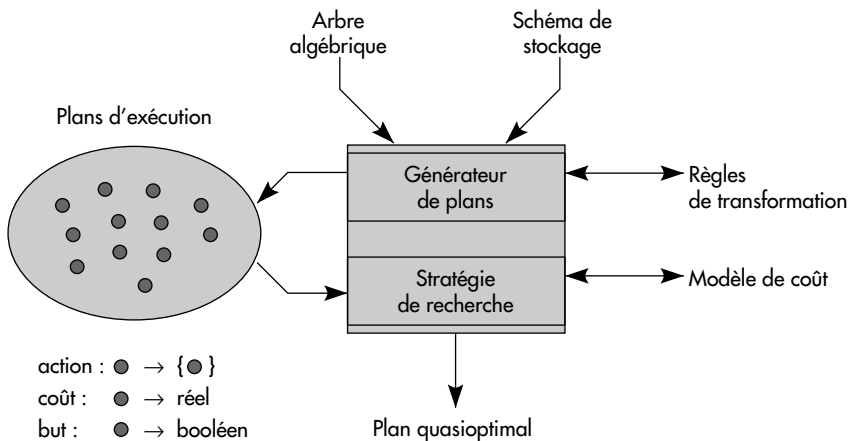 Arbre
algébrique
Schéma de
stockage
Plans d'exécution
Générateur
de plans
Règles
de transformation
Stratégie
de recherche
Modèle de coût
action : → { }
coût : → réel
but : → booléen
Plan quasioptimal